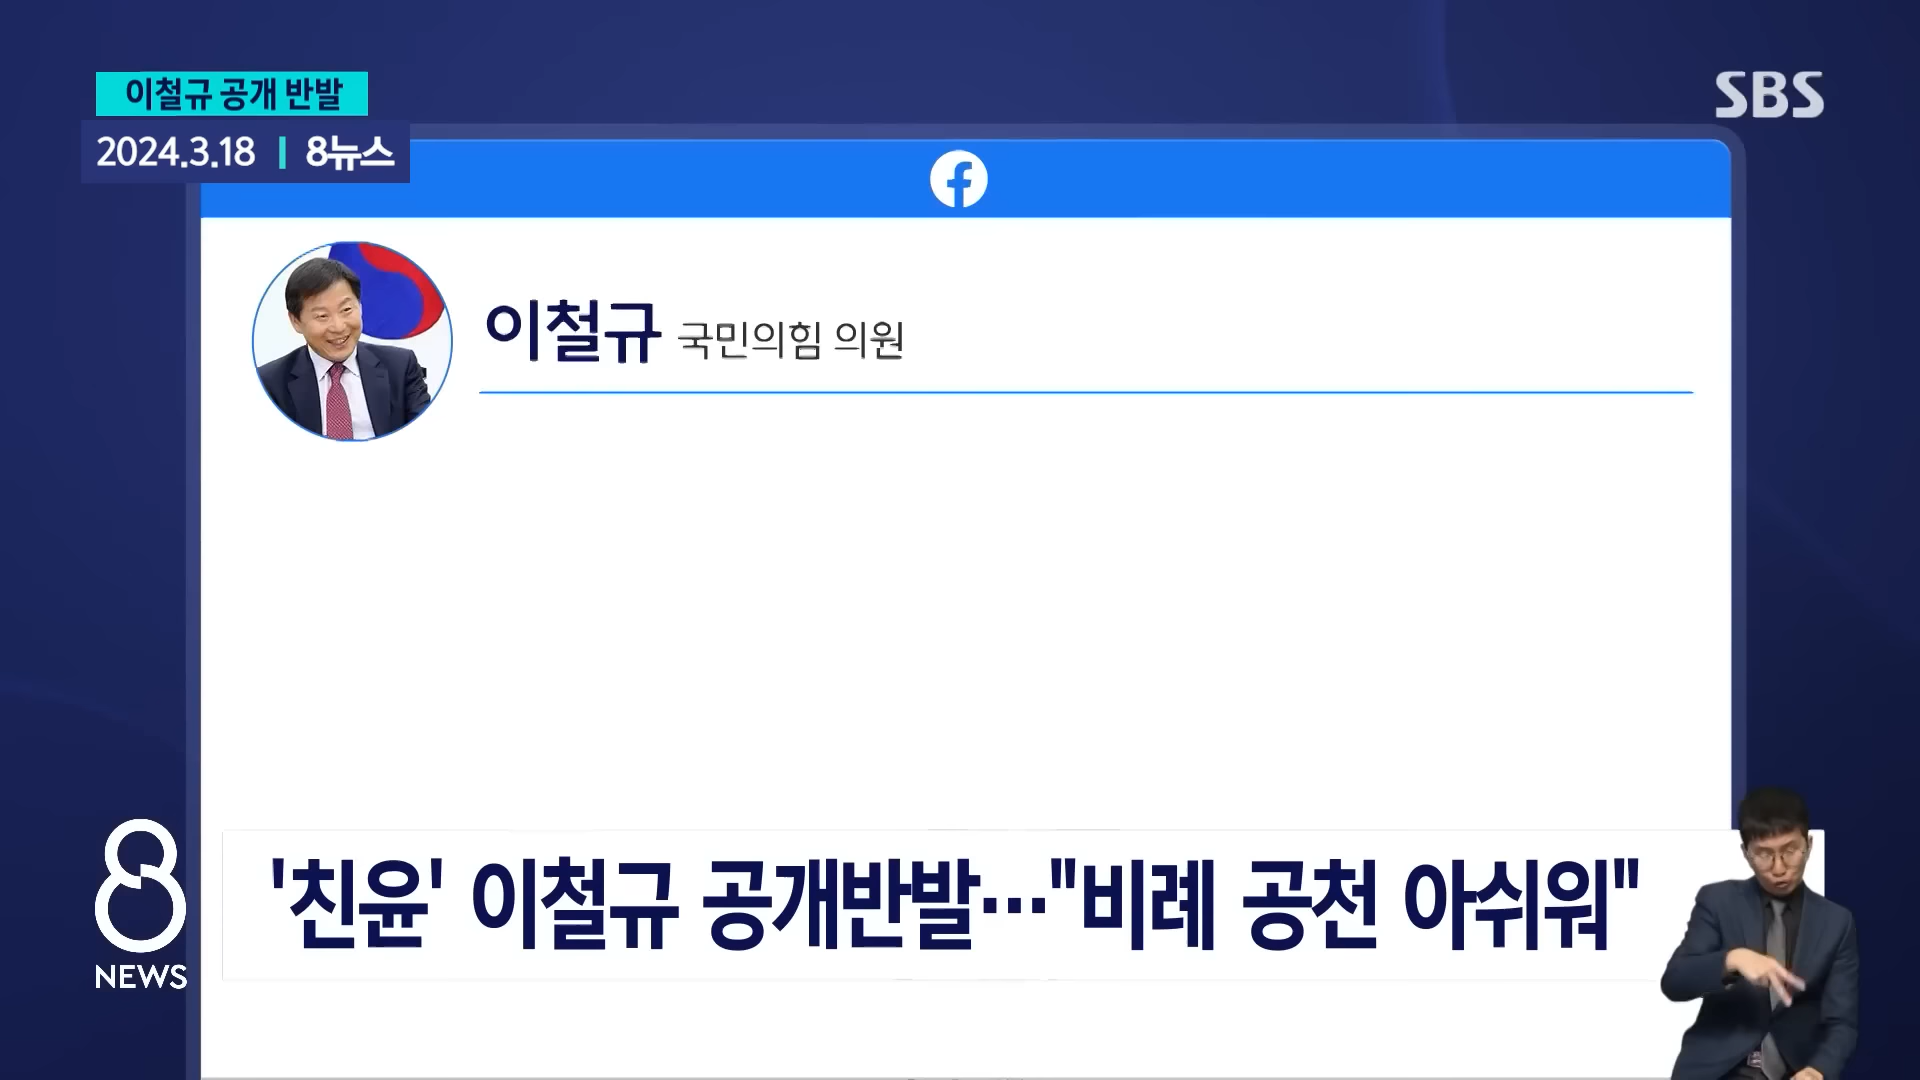 이철규 공개 반발
SBS
2024.3.18 | 8뉴스
이철규 국민의힘 의원
'친윤' 이철규 공개반발…"비례 공천 아쉬워"
8
NEWS